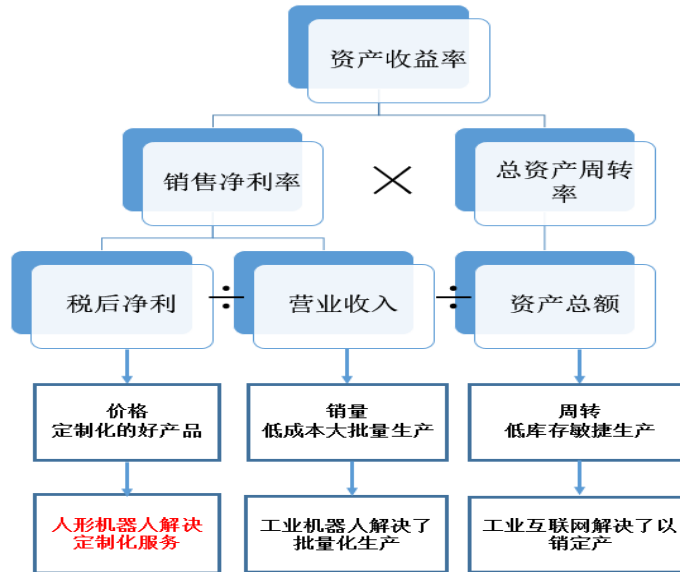 资产收益率
销售净利率
×
总资产周转
率
税后净利
÷
营业收入
÷
资产总额
价格
定制化的好产品
销量
低成本大批量生产
周转
低库存敏捷生产
人形机器人解决
定制化服务
工业机器人解决了
批量化生产
工业互联网解决了以
销定产